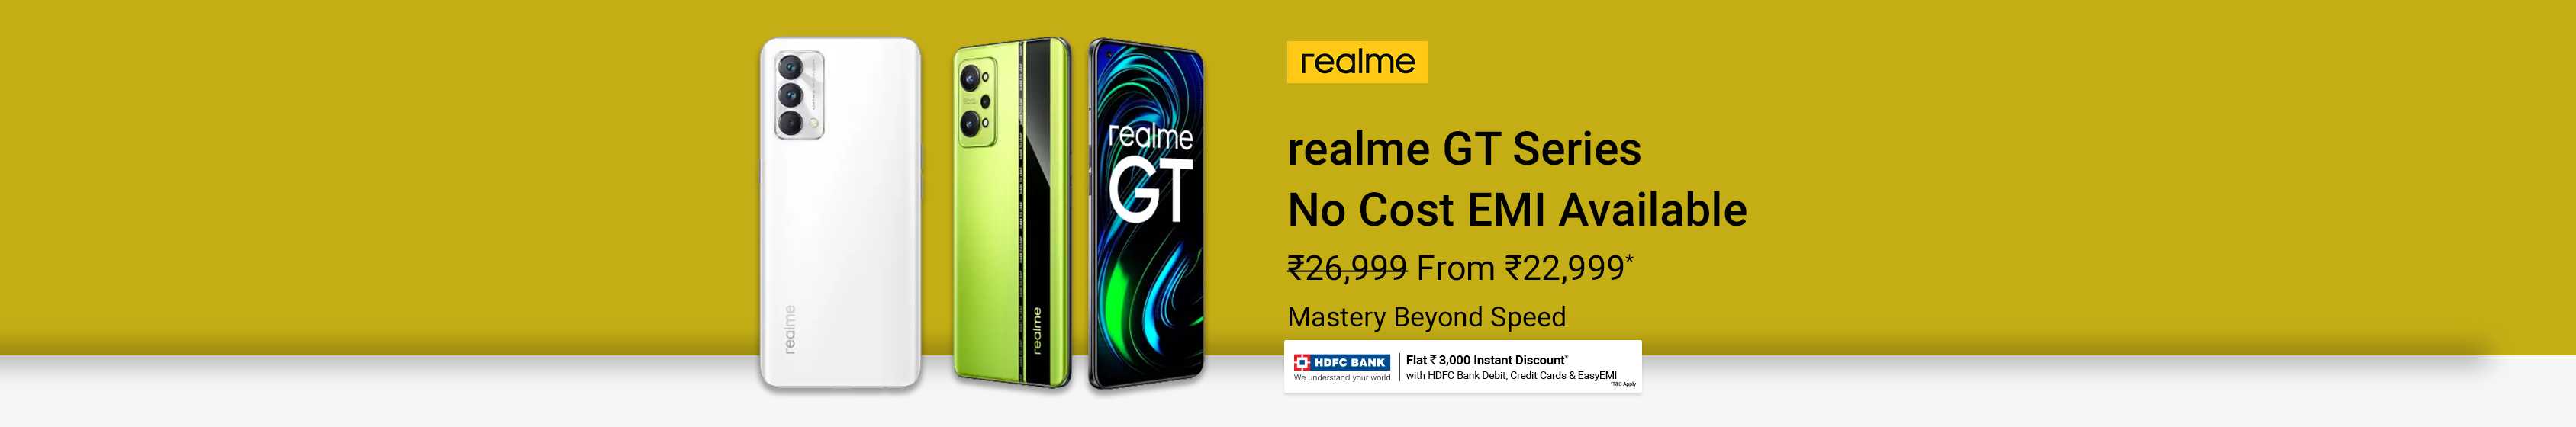 realme
realme
realme
GT
realme
realme GT Series
No Cost EMI Available
₹26,999 From ₹22,999*
Mastery Beyond Speed
HDFC BANK
We understand your world
Flat ₹ 3,000 Instant Discount*
with HDFC Bank Debit, Credit Cards & EasyEMI
*T&C Apply